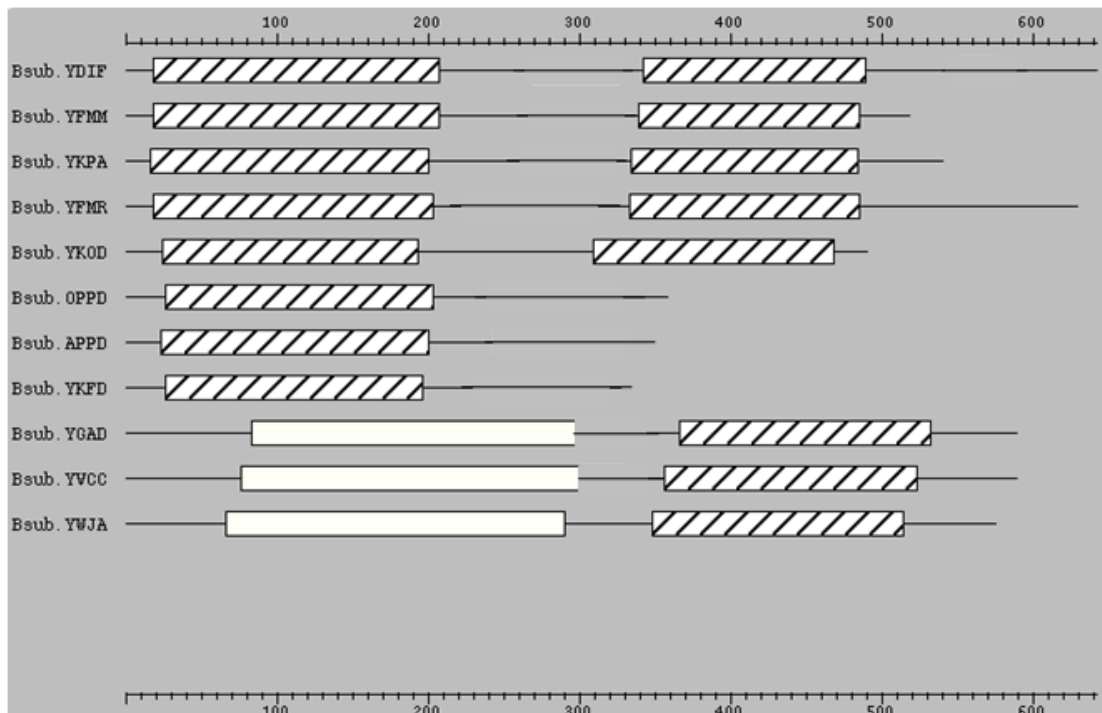 100 200 300 400 500 600
Bsub.YDIF
Bsub.YFMM
Bsub.YKPA
Bsub.YFMR
Bsub.YKOD
Bsub.OPPD
Bsub.APPD
Bsub.YKFD
Bsub.YGAD
Bsub.YVCC
Bsub.YWJA
100 200 300 400 500 600